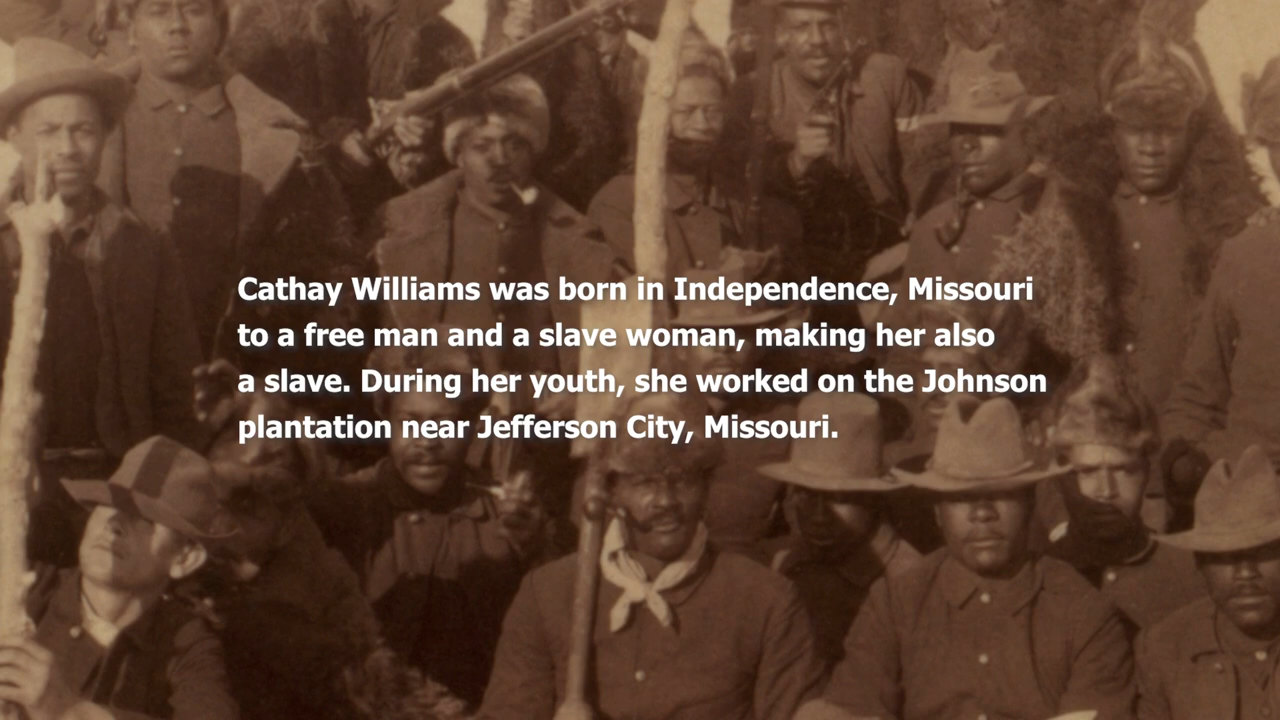 Cathay Williams was born in Independence, Missouri
to a free man and a slave woman, making her also
a slave. During her youth, she worked on the Johnson
plantation near Jefferson City, Missouri.